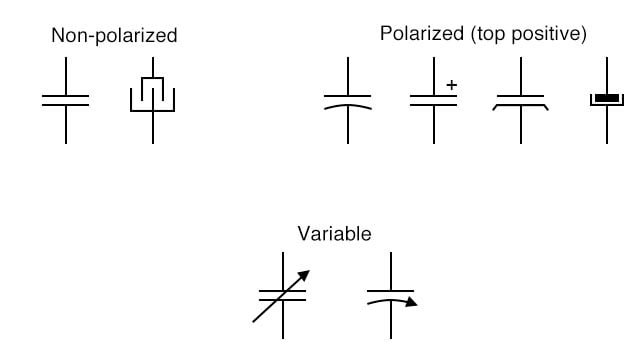 Non-polarized
Polarized (top positive)
+
Variable